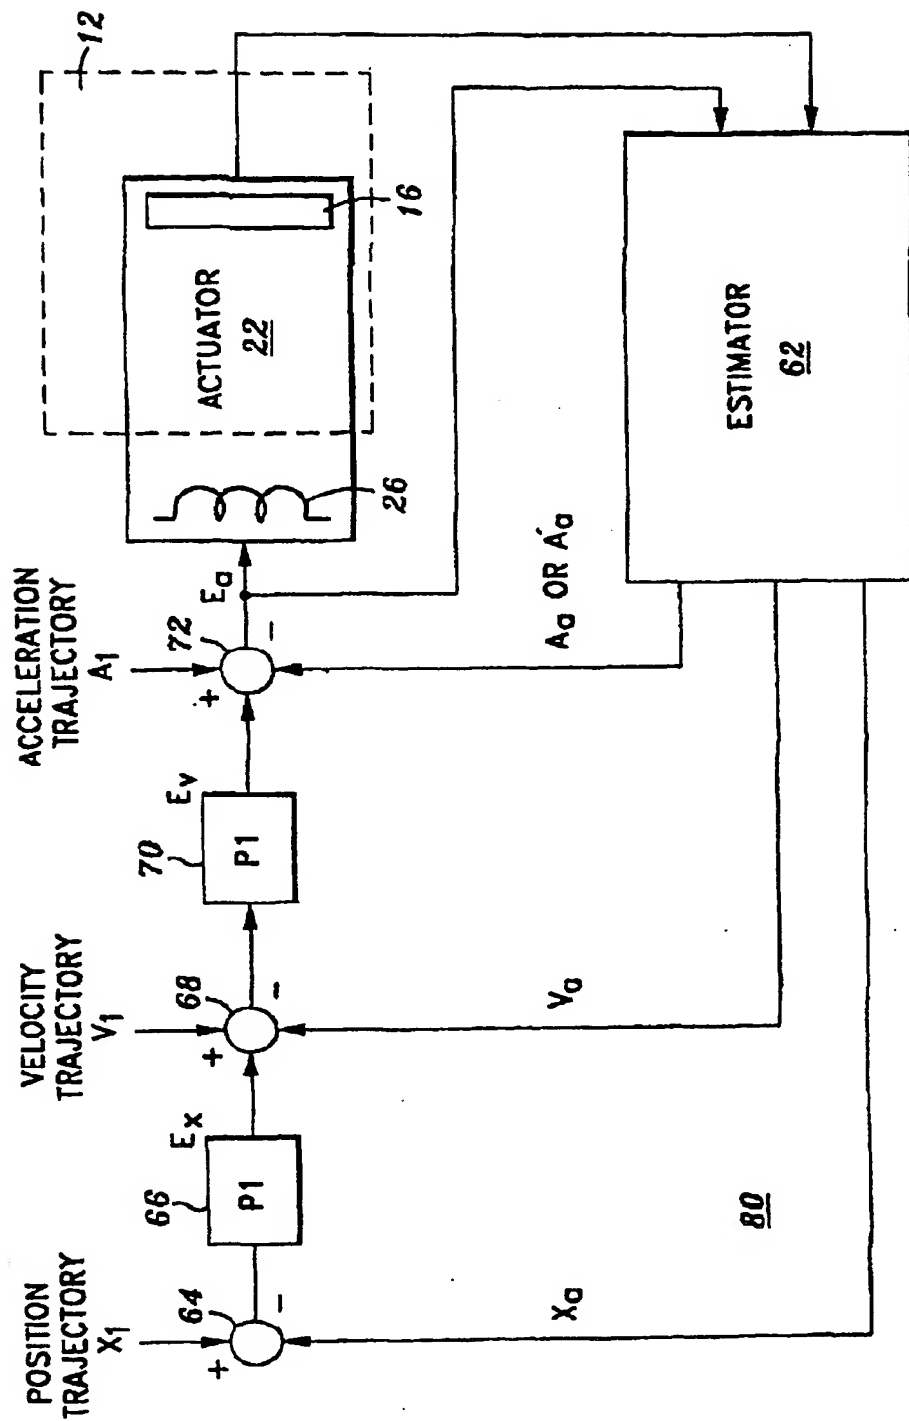 POSITION
TRAJECTORY
X1
VELOCITY
TRAJECTORY
V1
ACCELERATION
TRAJECTORY
A1
12
+
64
-
66
P1
Ex
+
68
-
70
P1
Ev
+
72
-
Ea
26
ACTUATOR
22
16
Xa
Va
Aa OR Áa
ESTIMATOR
62
80